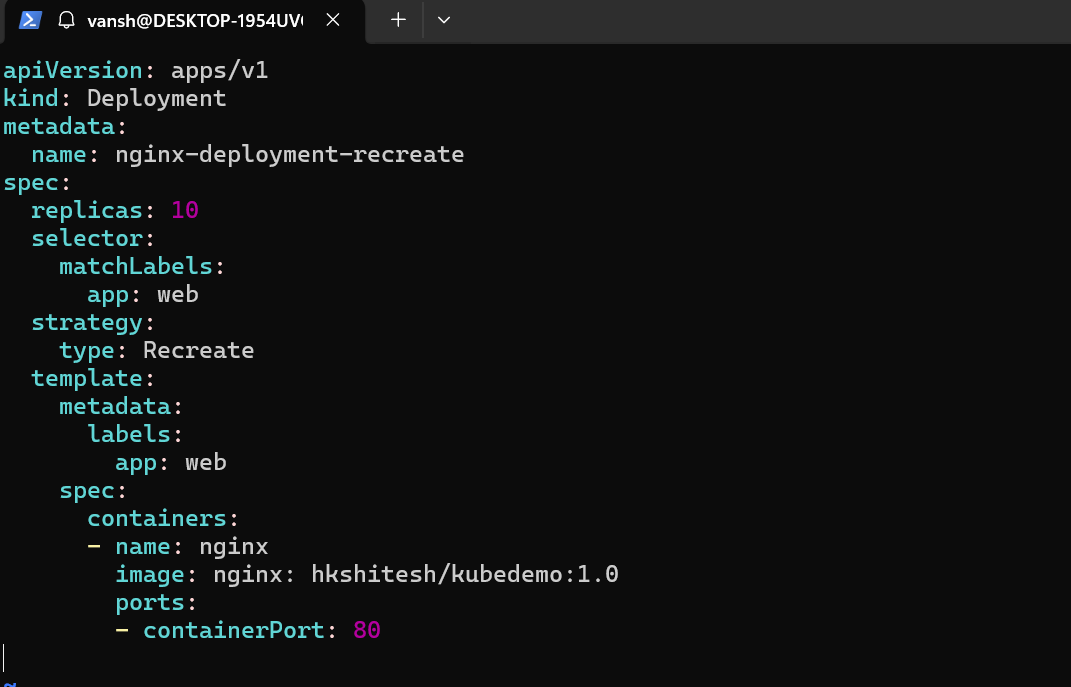 vansh@DESKTOP-1954UV
apiVersion: apps/v1
kind: Deployment
metadata:
  name: nginx-deployment-recreate
spec:
  replicas: 10
  selector:
    matchLabels:
      app: web
  strategy:
    type: Recreate
  template:
    metadata:
      labels:
        app: web
    spec:
      containers:
      - name: nginx
        image: nginx: hkshitesh/kubedemo:1.0
        ports:
        - containerPort: 80
~